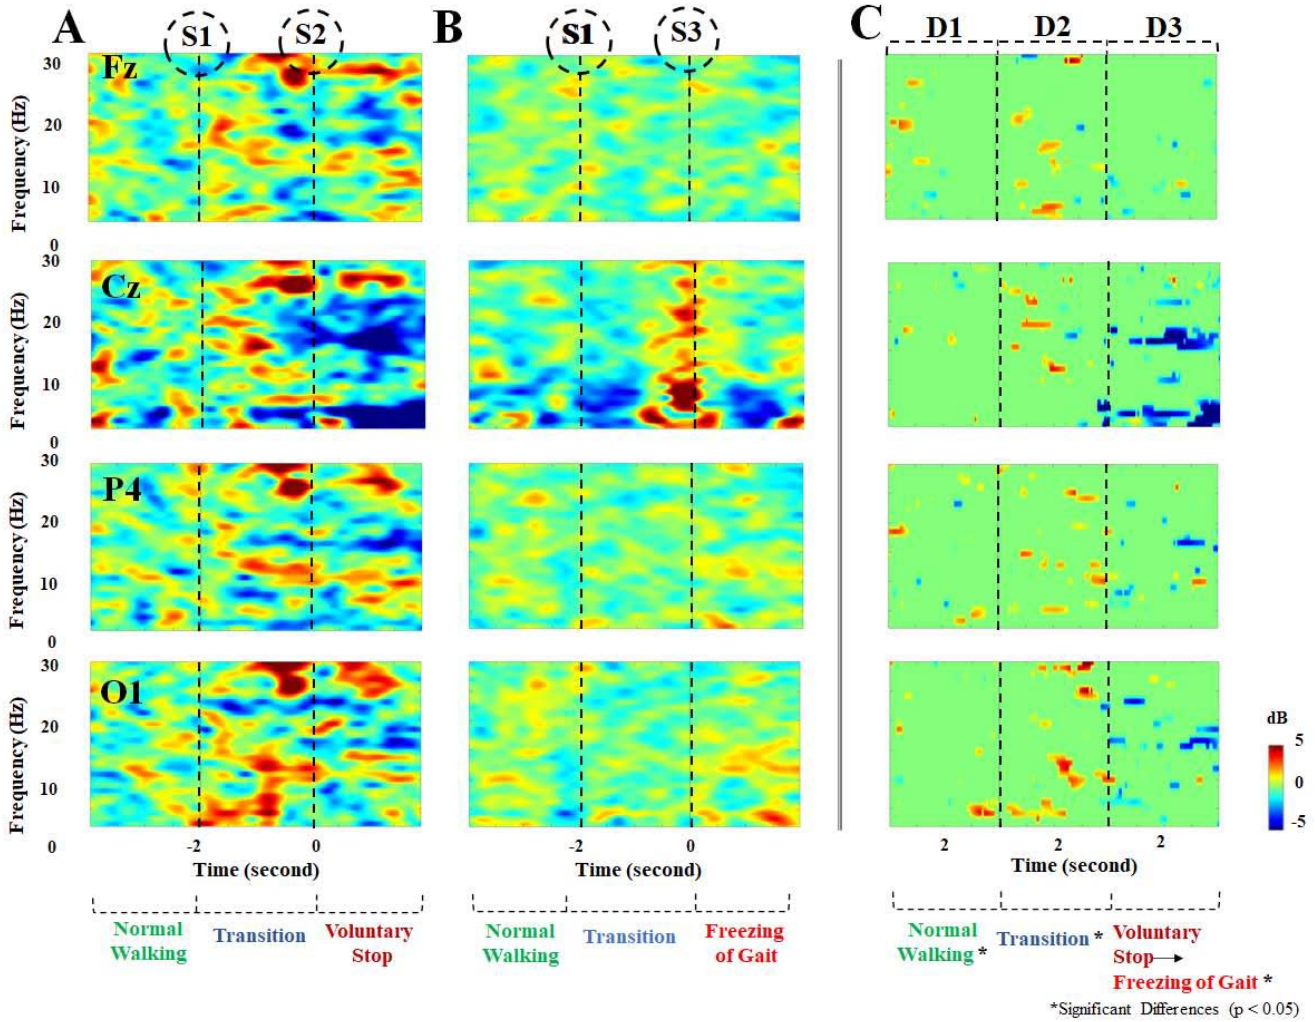 A S1 S2 B S1 S3 C D1 D2 D3
Fz
30
20
10
0
Frequency (Hz)
Cz
30
20
10
0
Frequency (Hz)
P4
30
20
10
0
Frequency (Hz)
O1
30
20
10
0
Frequency (Hz)
dB
5
0
-5
-2 0 -2 0 2 2 2
Time (second) Time (second) Time (second)
Normal Walking
Transition
Voluntary Stop
Normal Walking
Transition
Freezing of Gait
Normal Walking *
Transition *
Voluntary
Stop→
Freezing of Gait *
*Significant Differences (p < 0.05)